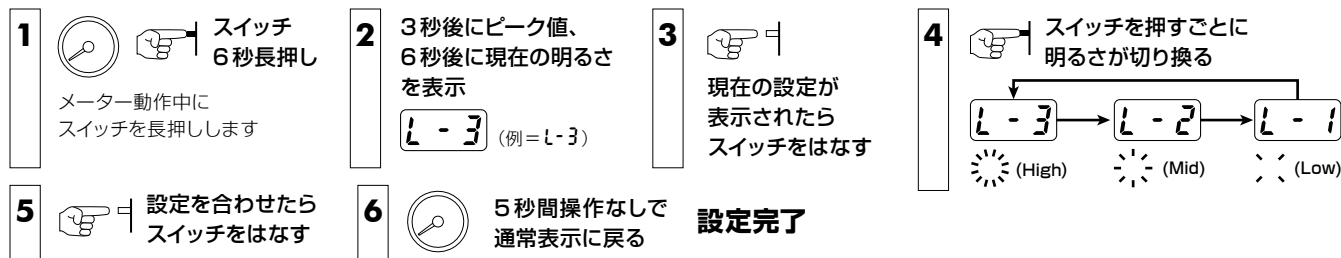 1
スイッチ
6秒長押し
メーター動作中に
スイッチを長押しします
2
3秒後にピーク値、
6秒後に現在の明るさ
を表示
L - 3 (例=L-3)
3
現在の設定が
表示されたら
スイッチをはなす
4
スイッチを押すごとに
明るさが切り換る
L - 3 L - 2 L - 1
(High) (Mid) (Low)
5
設定を合わせたら
スイッチをはなす
6
5秒間操作なしで
通常表示に戻る
設定完了